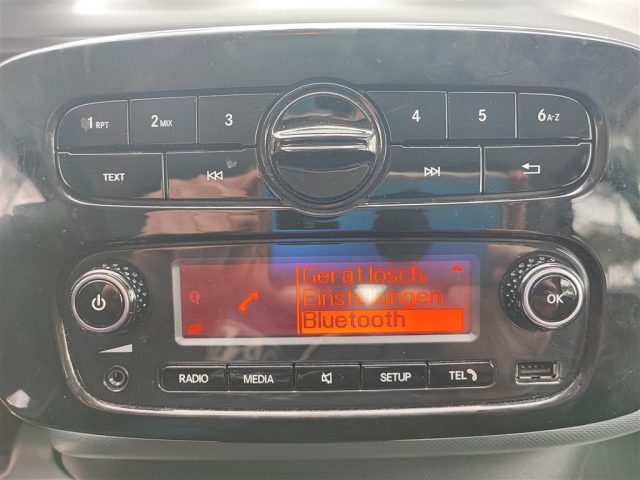 1 RPT 2 MIX 3 4 5 6 A-Z
TEXT
OK
Gerät lösch.
Einstellungen
Bluetooth
RADIO MEDIA SETUP TEL